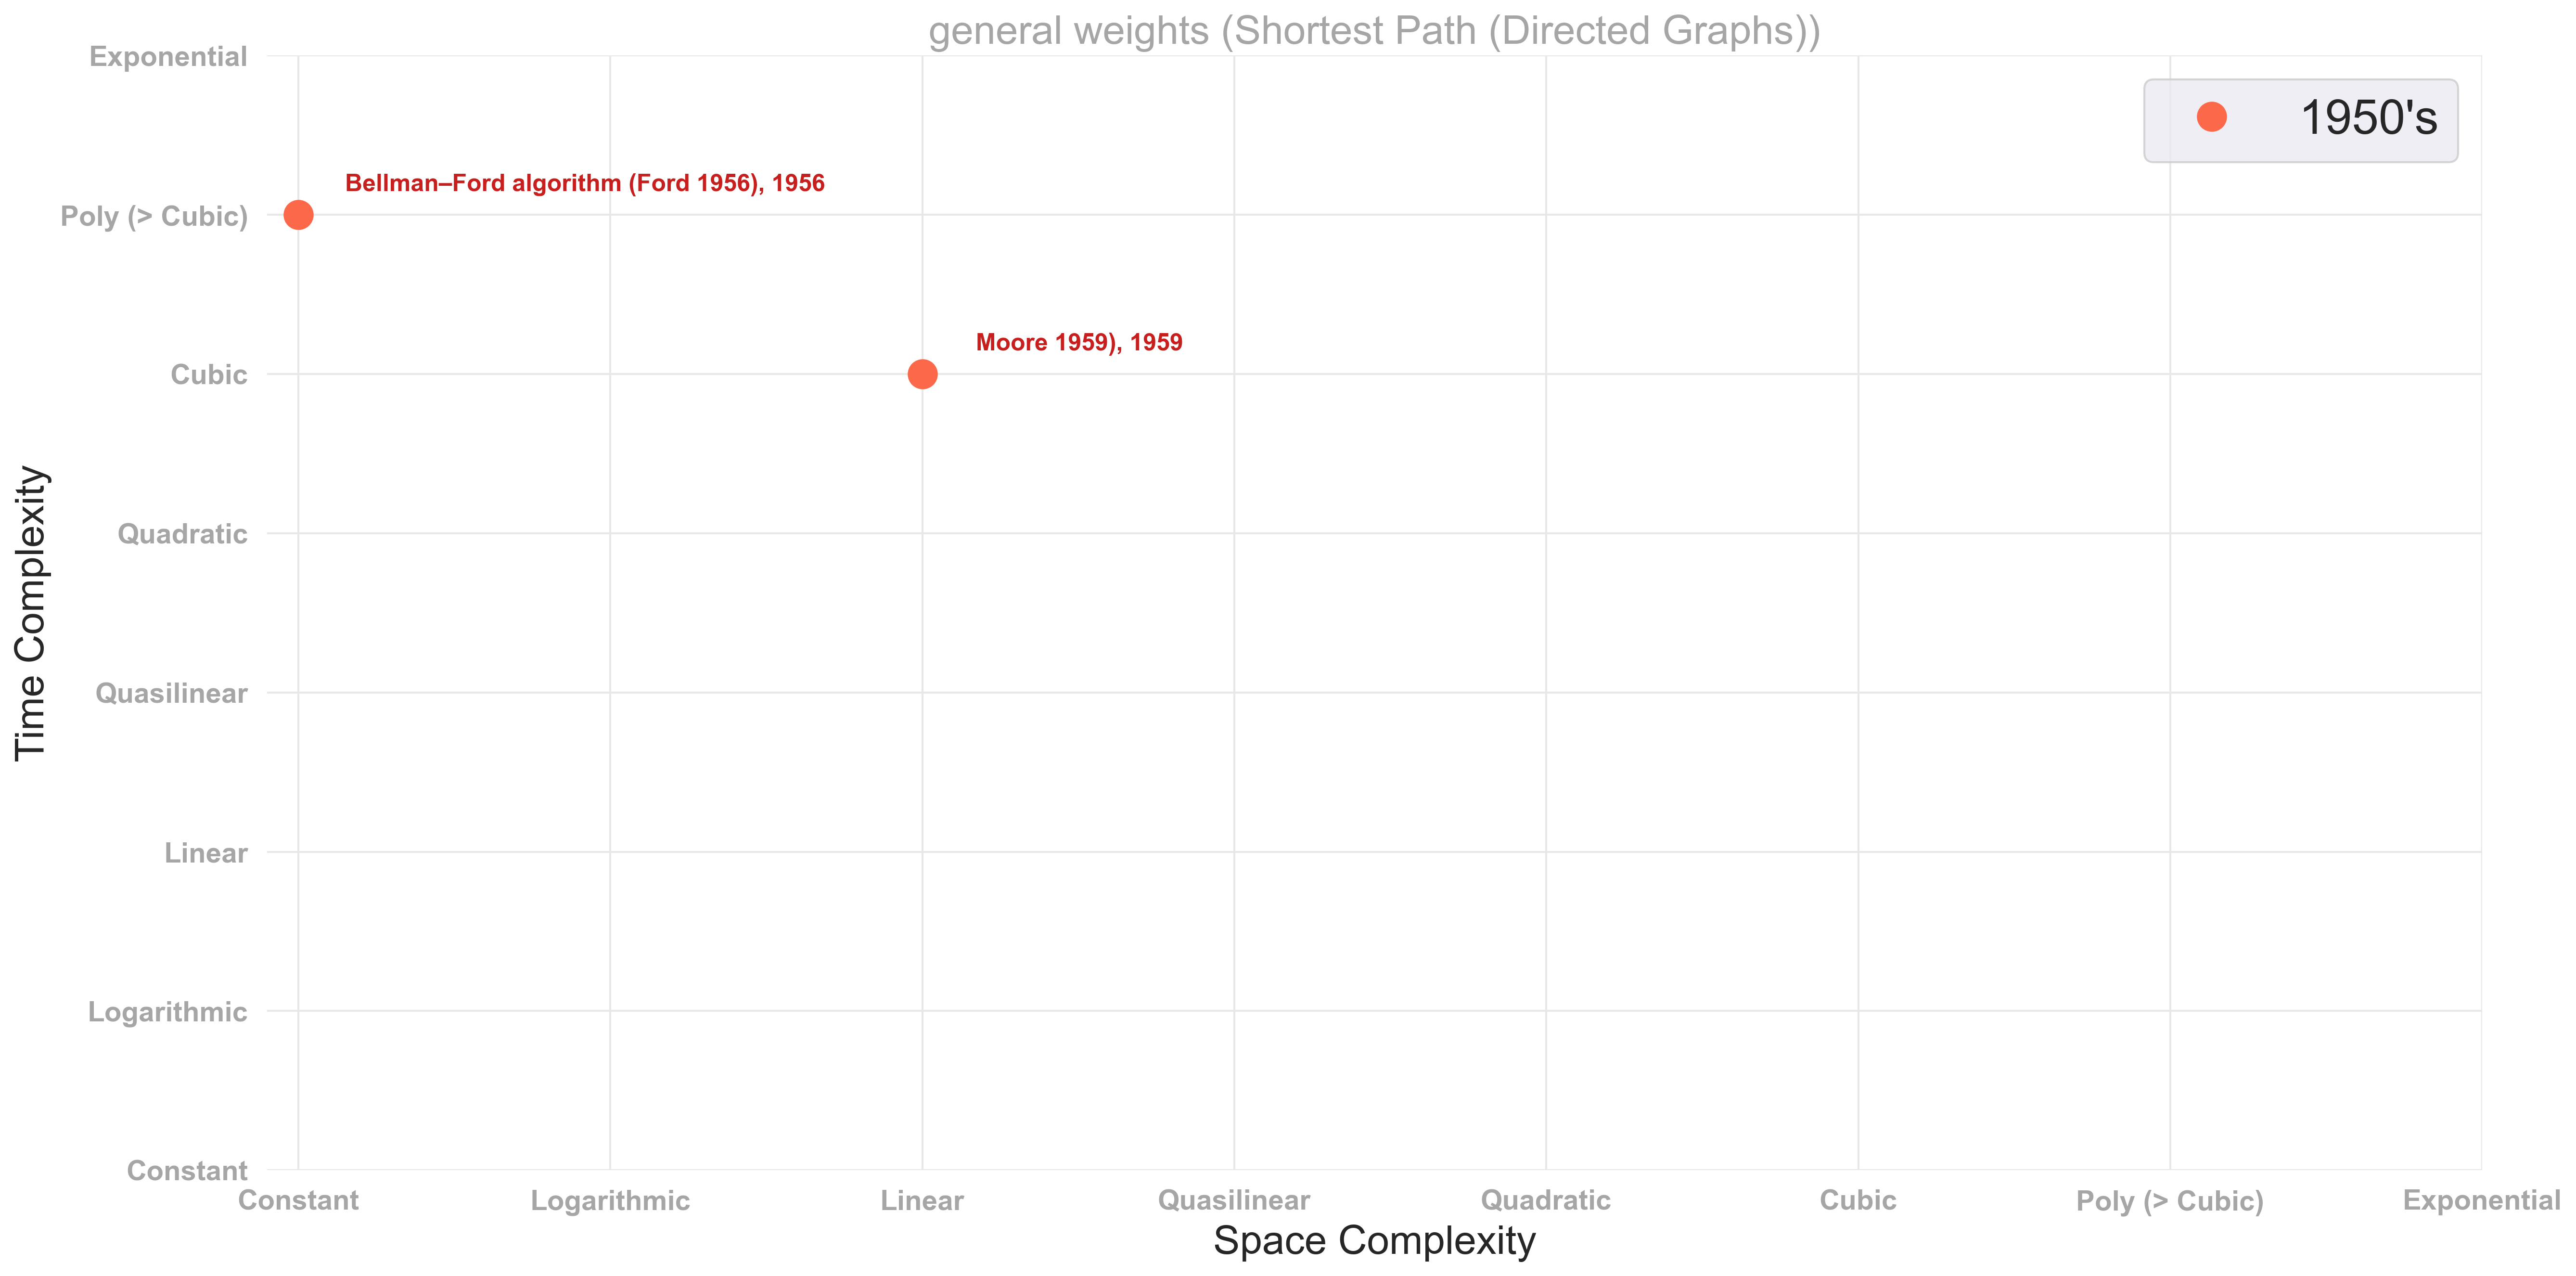 general weights (Shortest Path (Directed Graphs))
1950's
Exponential
Poly (> Cubic)
Cubic
Quadratic
Quasilinear
Linear
Logarithmic
Constant
Time Complexity
Bellman–Ford algorithm (Ford 1956), 1956
Moore 1959), 1959
Constant
Logarithmic
Linear
Quasilinear
Quadratic
Cubic
Poly (> Cubic)
Exponential
Space Complexity